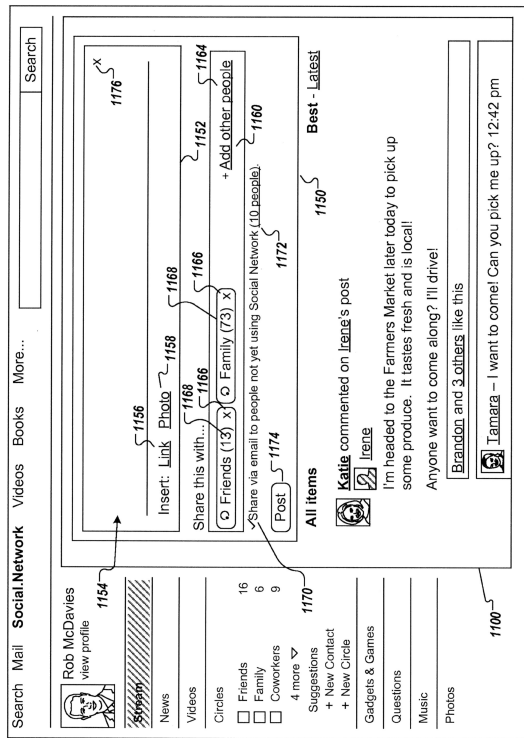 Search Mail Social.Network Videos Books More... Search
Rob McDavies
view profile
Stream
News
Videos
Circles
Friends 16
Family 6
Coworkers 9
4 more
Suggestions
+ New Contact
+ New Circle
Gadgets & Games
Questions
Music
Photos
1154
1156
x
1176
Insert: Link Photo
1158
1152
Share this with...
1168
1166
1168
1166
1164
Friends (13) x
Family (73) x
+ Add other people
1160
✓Share via email to people not yet using Social Network (10 people).
1170
1172
Post
1174
1150
All items
Best - Latest
Katie commented on Irene's post
Irene
I'm headed to the Farmers Market later today to pick up
some produce. It tastes fresh and is local!
Anyone want to come along? I'll drive!
Brandon and 3 others like this
Tamara – I want to come! Can you pick me up? 12:42 pm
1100